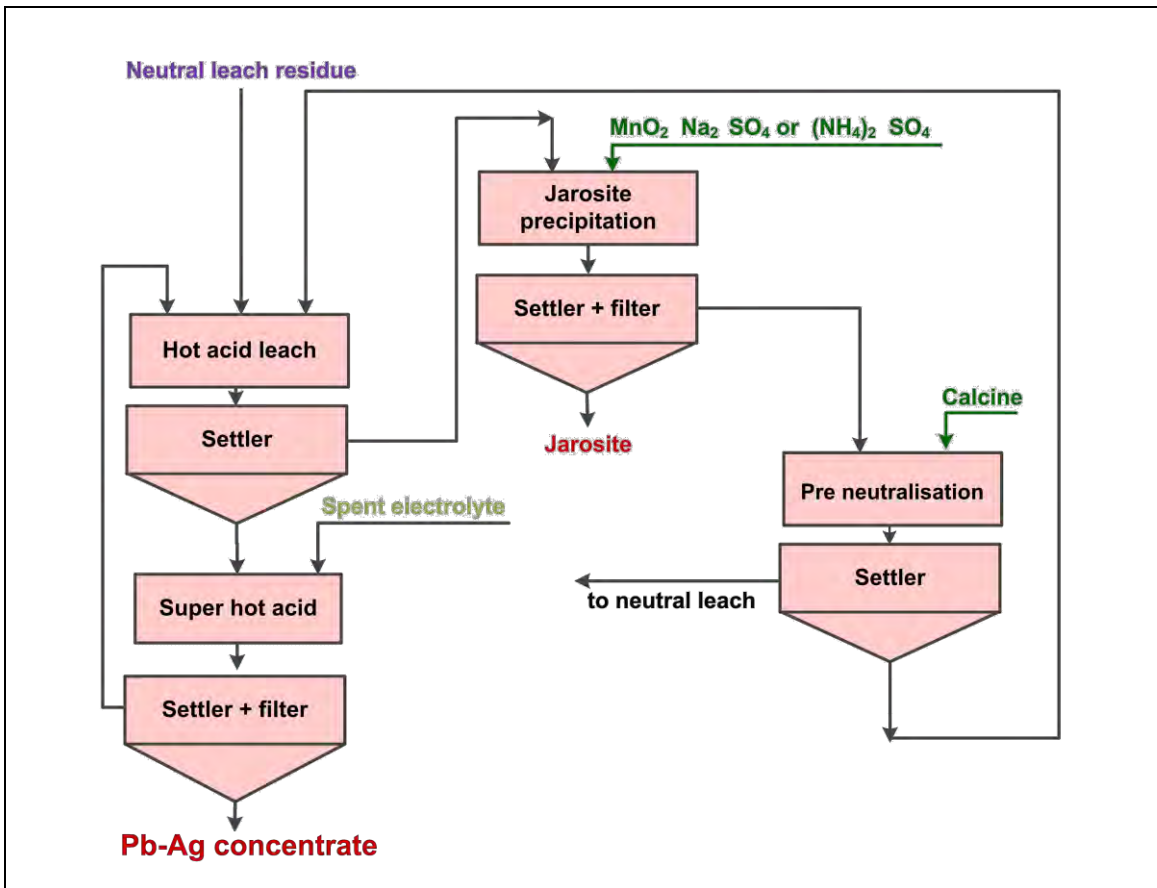 Neutral leach residue
MnO₂ Na₂ SO₄ or (NH₄)₂ SO₄
Jarosite
precipitation
Settler + filter
Hot acid leach
Calcine
Settler
Jarosite
Pre neutralisation
Spent electrolyte
Settler
to neutral leach
Super hot acid
Settler + filter
Pb-Ag concentrate